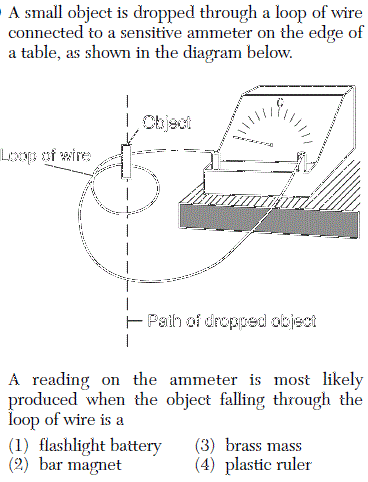 A small object is dropped through a loop of wire
connected to a sensitive ammeter on the edge of
a table, as shown in the diagram below.
Object
Loop of wire
Path of dropped object
A reading on the ammeter is most likely
produced when the object falling through the
loop of wire is a
(1) flashlight battery (3) brass mass
(2) bar magnet (4) plastic ruler